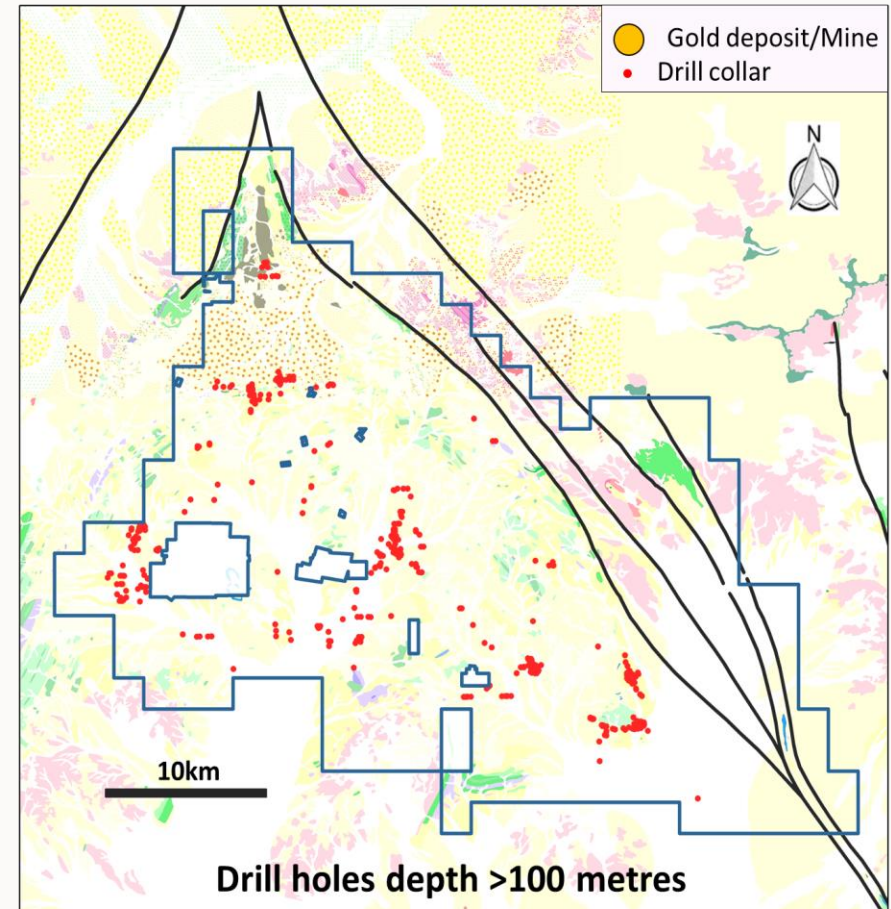 Gold deposit/Mine
Drill collar
N
10km
Drill holes depth >100 metres